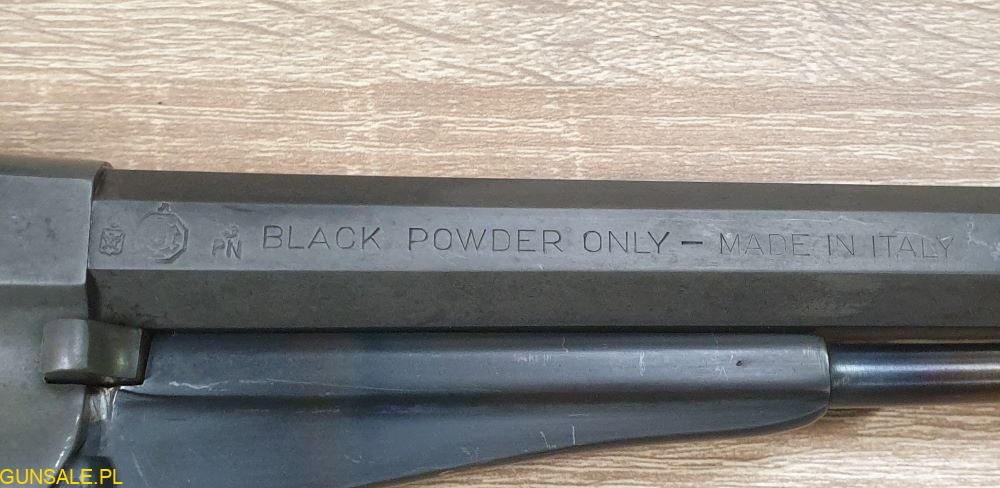 PN BLACK POWDER ONLY – MADE IN ITALY
GUNSALE.PL